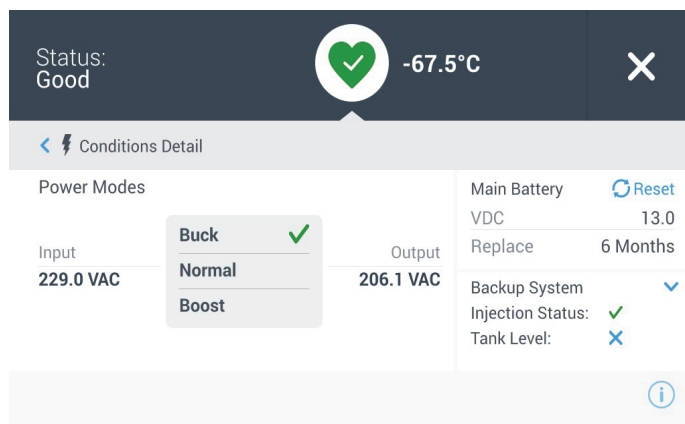 Status:
Good
-67.5°C
Conditions Detail
Power Modes
Input
229.0 VAC
Buck
Normal
Boost
Output
206.1 VAC
Main Battery
Reset
VDC 13.0
Replace 6 Months
Backup System
Injection Status:
Tank Level:
i